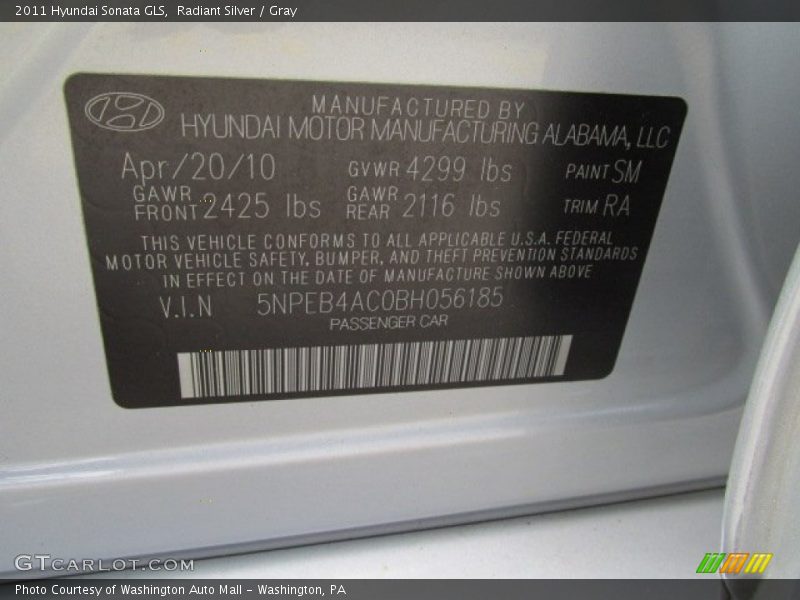 2011 Hyundai Sonata GLS, Radiant Silver / Gray
MANUFACTURED BY
HYUNDAI MOTOR MANUFACTURING ALABAMA, LLC
Apr/20/10 GVWR 4299 lbs PAINT SM
GAWR FRONT 2425 lbs GAWR REAR 2116 lbs TRIM RA
THIS VEHICLE CONFORMS TO ALL APPLICABLE U.S.A. FEDERAL
MOTOR VEHICLE SAFETY, BUMPER, AND THEFT PREVENTION STANDARDS
IN EFFECT ON THE DATE OF MANUFACTURE SHOWN ABOVE
V.I.N 5NPEB4AC0BH056185
PASSENGER CAR
GTCARLOT.COM
Photo Courtesy of Washington Auto Mall - Washington, PA